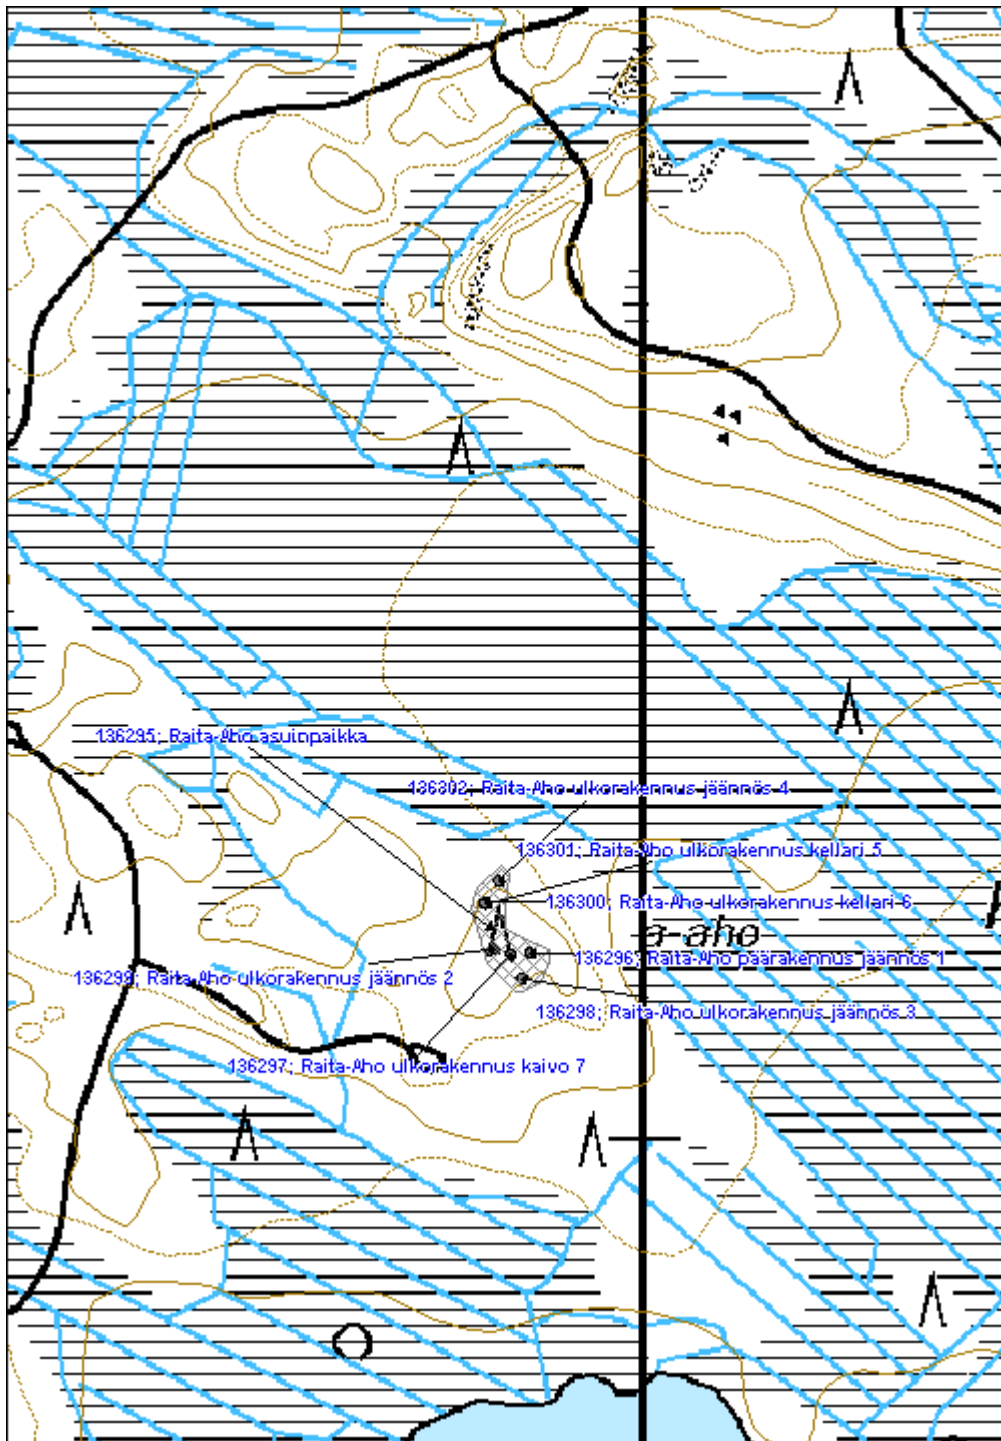 136295; Raita-Aho asuinpaikka
136302; Raita-Aho ulkorakennus jäännös 4
136301; Raita-Aho ulkorakennus kellari 5
136300; Raita-Aho ulkorakennus kellari 6
a-aho
136296; Raita-Aho päärakennus jäännös 1
136299; Raita-Aho ulkorakennus jäännös 2
136298; Raita-Aho ulkorakennus jäännös 3
136297; Raita-Aho ulkorakennus kaivo 7